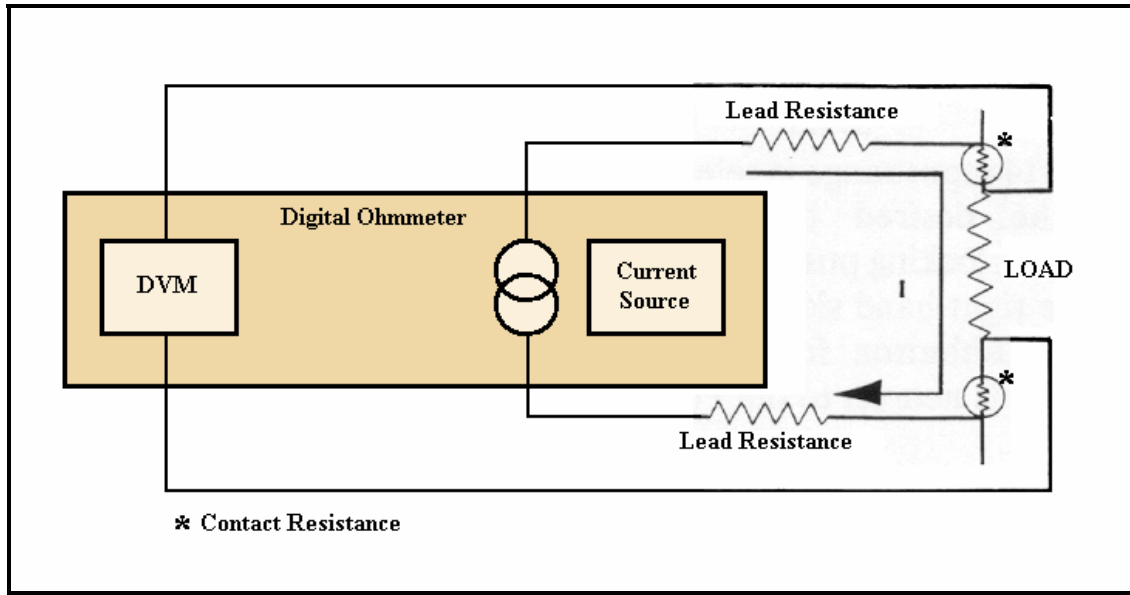 Lead Resistance
*
Digital Ohmmeter
DVM
Current
Source
I
LOAD
*
Lead Resistance
* Contact Resistance